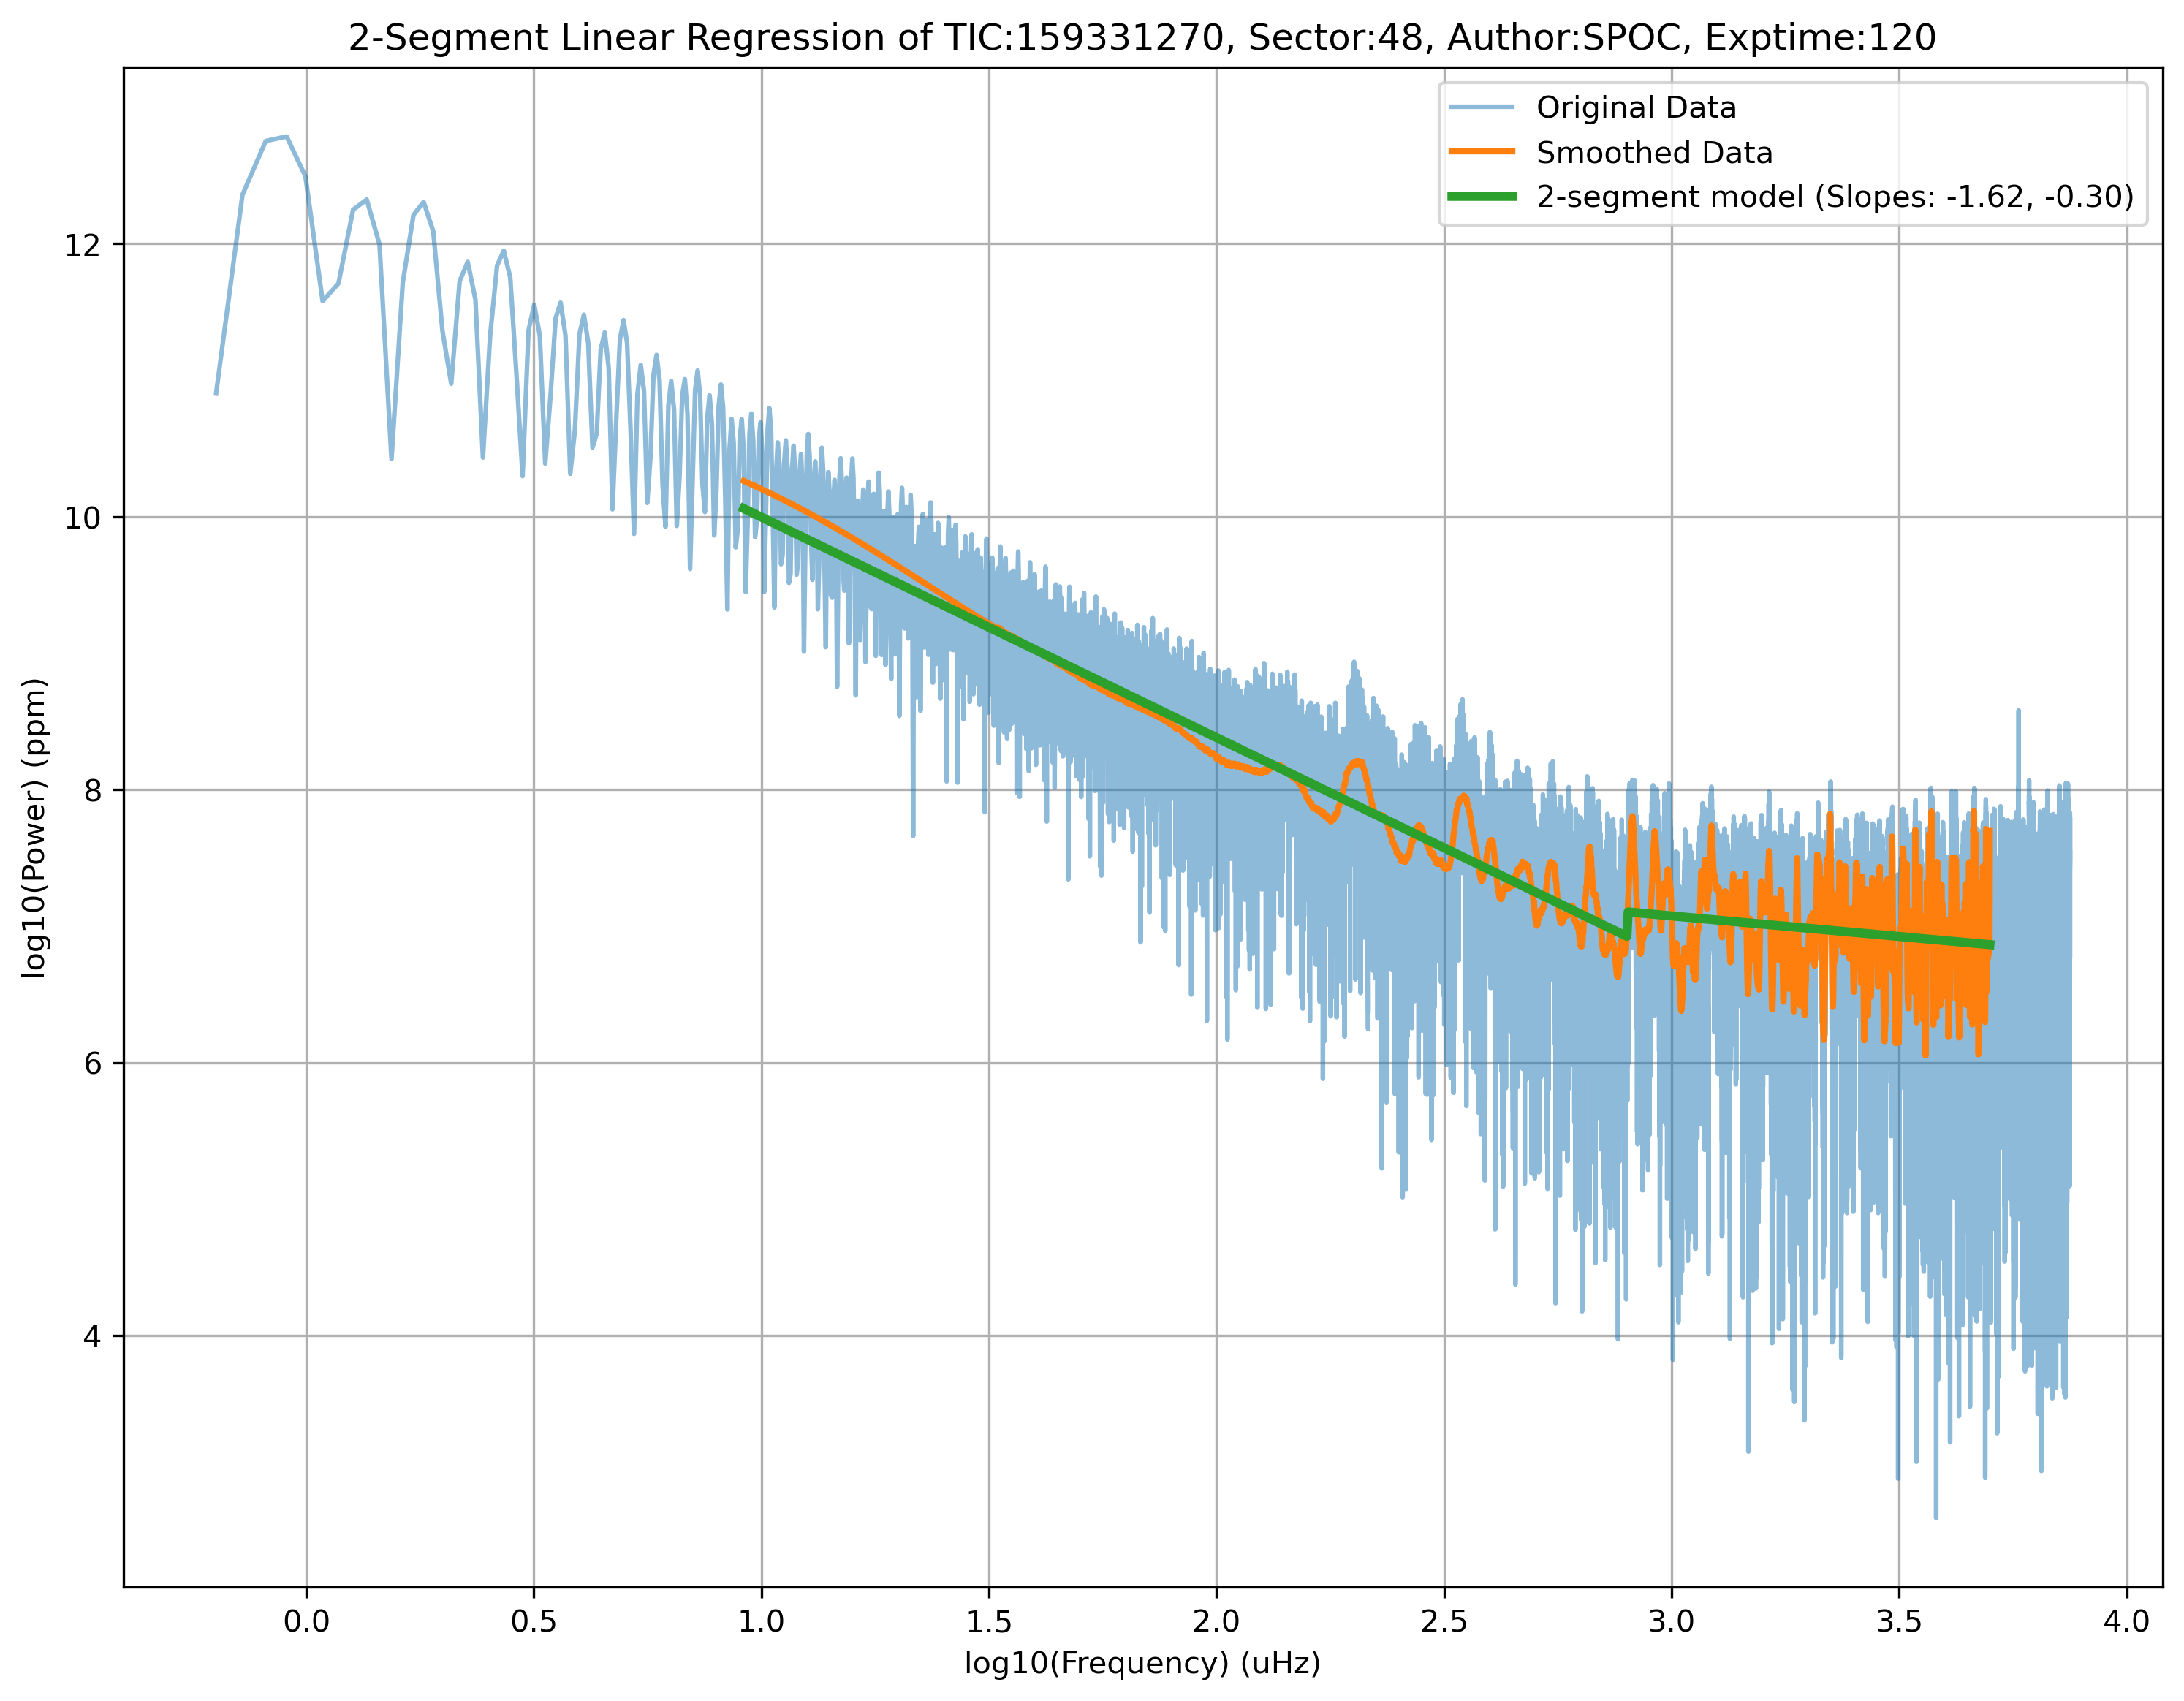 2-Segment Linear Regression of TIC:159331270, Sector:48, Author:SPOC, Exptime:120
Original Data
Smoothed Data
2-segment model (Slopes: -1.62, -0.30)
log10(Power) (ppm)
12
10
8
6
4
0.0 0.5 1.0 1.5 2.0 2.5 3.0 3.5 4.0
log10(Frequency) (uHz)